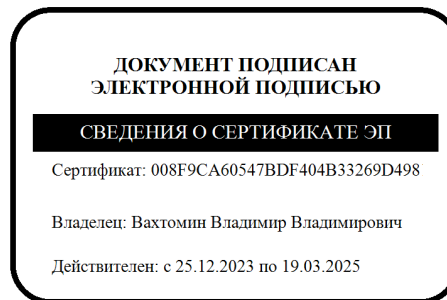 ДОКУМЕНТ ПОДПИСАН
ЭЛЕКТРОННОЙ ПОДПИСЬЮ
СВЕДЕНИЯ О СЕРТИФИКАТЕ ЭП
Сертификат: 008F9CA60547BDF404B33269D498
Владелец: Вахтомин Владимир Владимирович
Действителен: с 25.12.2023 по 19.03.2025